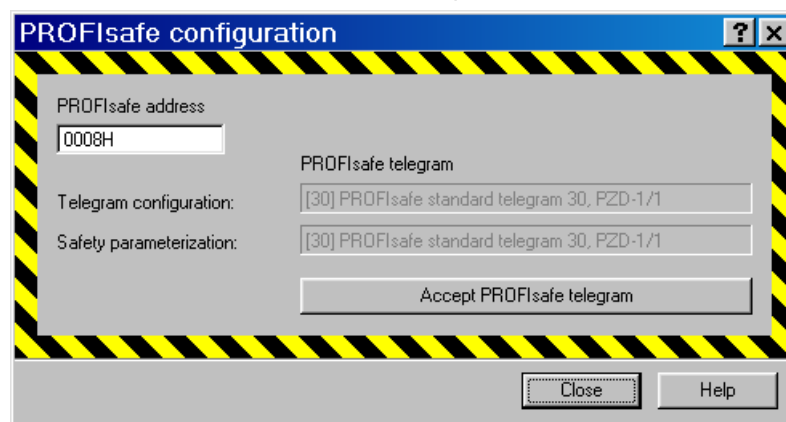 PROFIsafe configuration
PROFIsafe address
0008H
PROFIsafe telegram
Telegram configuration: [30] PROFIsafe standard telegram 30, PZD-1/1
Safety parameterization: [30] PROFIsafe standard telegram 30, PZD-1/1
Accept PROFIsafe telegram
Close Help